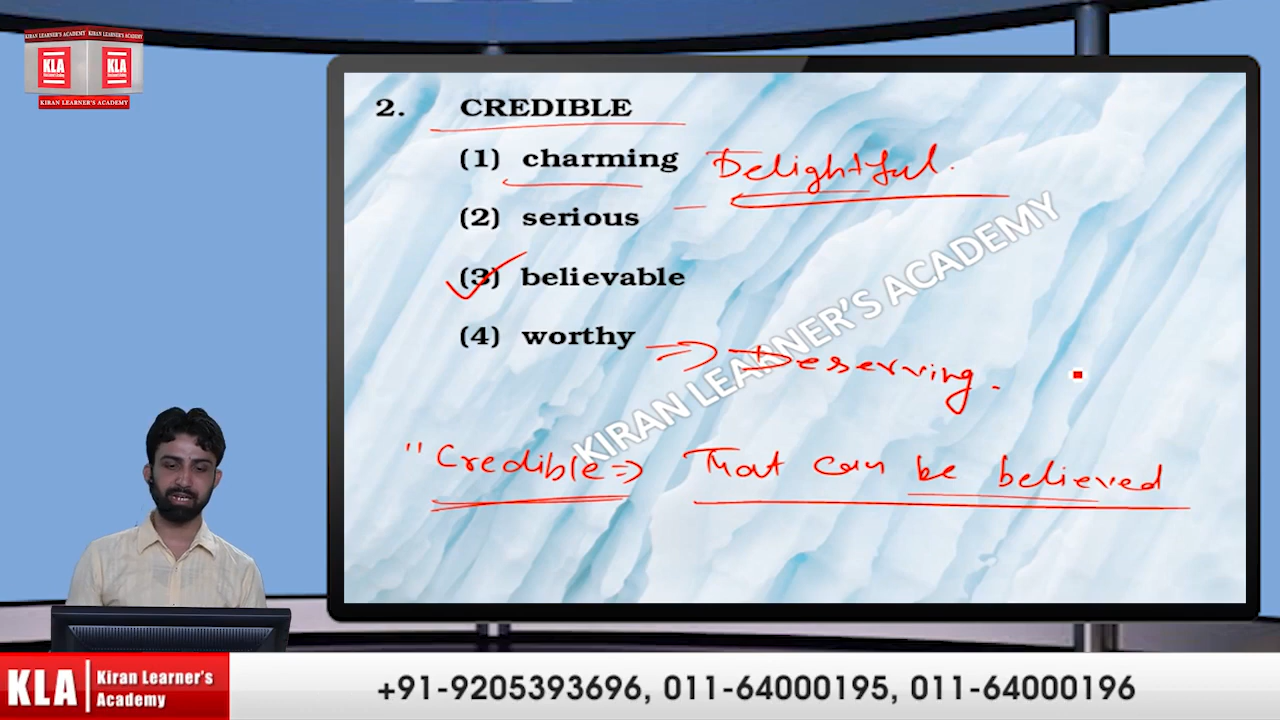 KIRAN LEARNER'S ACADEMY KIRAN LEARNER'S ACADEMY
KLA KLA
KIRAN LEARNER'S ACADEMY
2. CREDIBLE
(1) charming Delightful.
(2) serious
(3) believable
(4) worthy => Deserving.
KIRAN LEARNER'S ACADEMY
" Credible => That can be believed
KLA Kiran Learner's
Academy
+91-9205393696, 011-64000195, 011-64000196